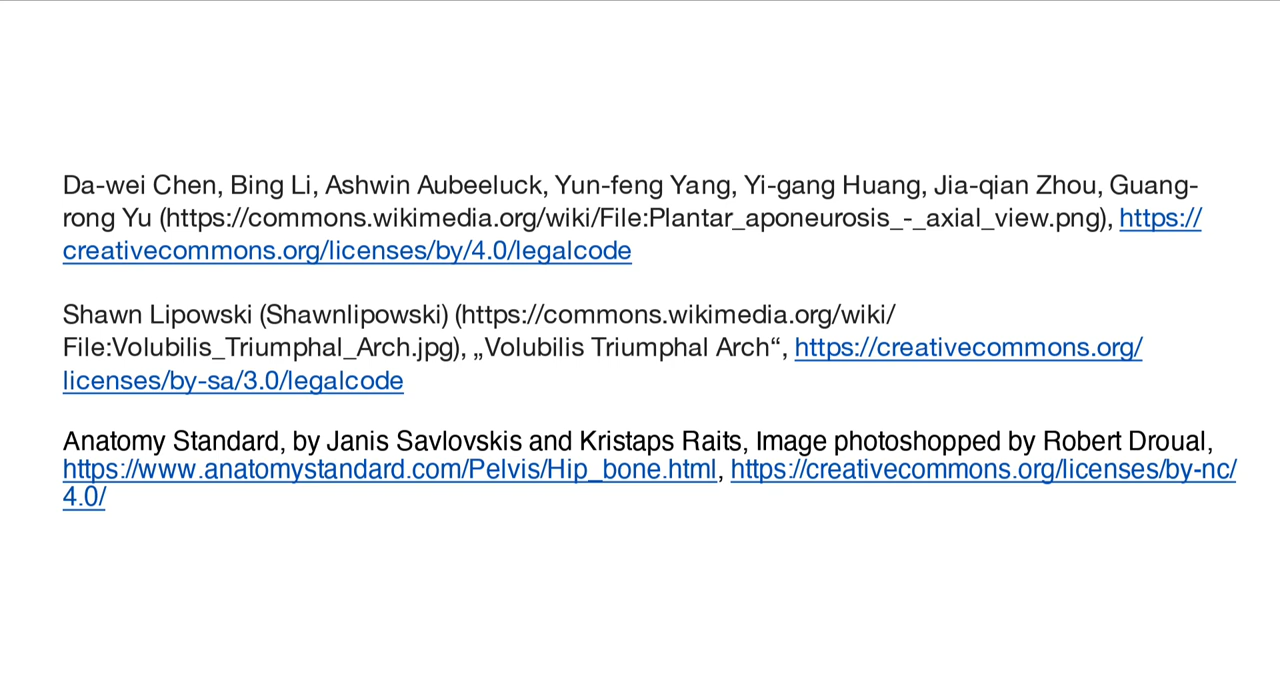 Da-wei Chen, Bing Li, Ashwin Aubeeluck, Yun-feng Yang, Yi-gang Huang, Jia-qian Zhou, Guang-
rong Yu (https://commons.wikimedia.org/wiki/File:Plantar_aponeurosis_-_axial_view.png), https://
creativecommons.org/licenses/by/4.0/legalcode
Shawn Lipowski (Shawnlipowski) (https://commons.wikimedia.org/wiki/
File:Volubilis_Triumphal_Arch.jpg), „Volubilis Triumphal Arch“, https://creativecommons.org/
licenses/by-sa/3.0/legalcode
Anatomy Standard, by Janis Savlovskis and Kristaps Raits, Image photoshopped by Robert Droual,
https://www.anatomystandard.com/Pelvis/Hip_bone.html, https://creativecommons.org/licenses/by-nc/
4.0/